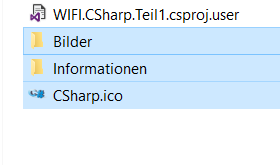 WIFI.CSharp.Teil1.csproj.user
Bilder
Informationen
CSharp.ico